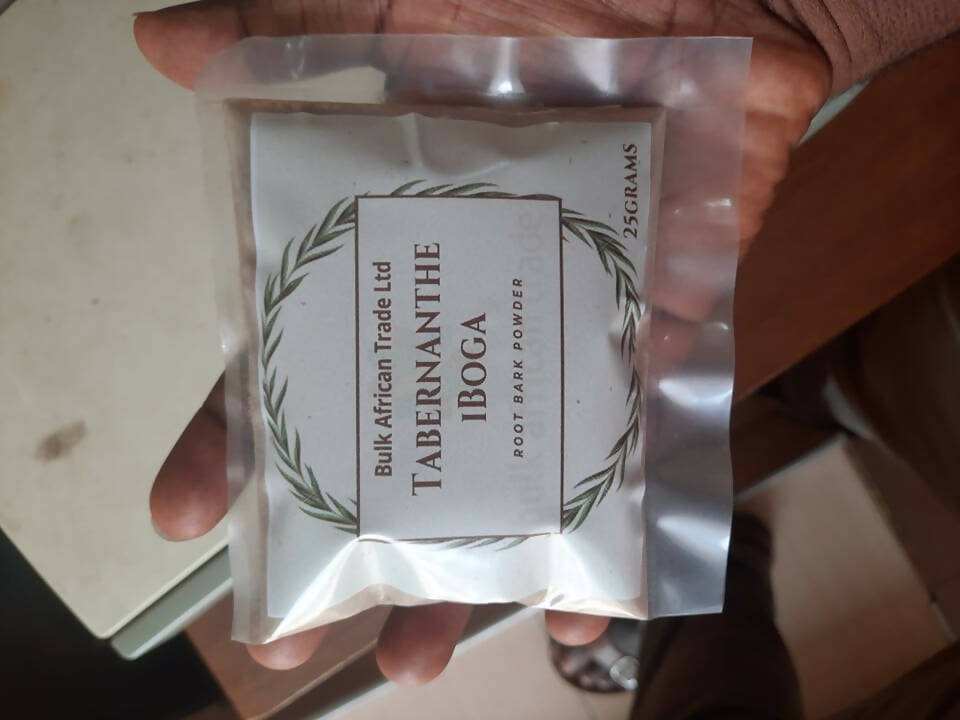 Bulk African Trade Ltd
TABERNANTHE
IBOGA
ROOT BARK POWDER
25GRAMS